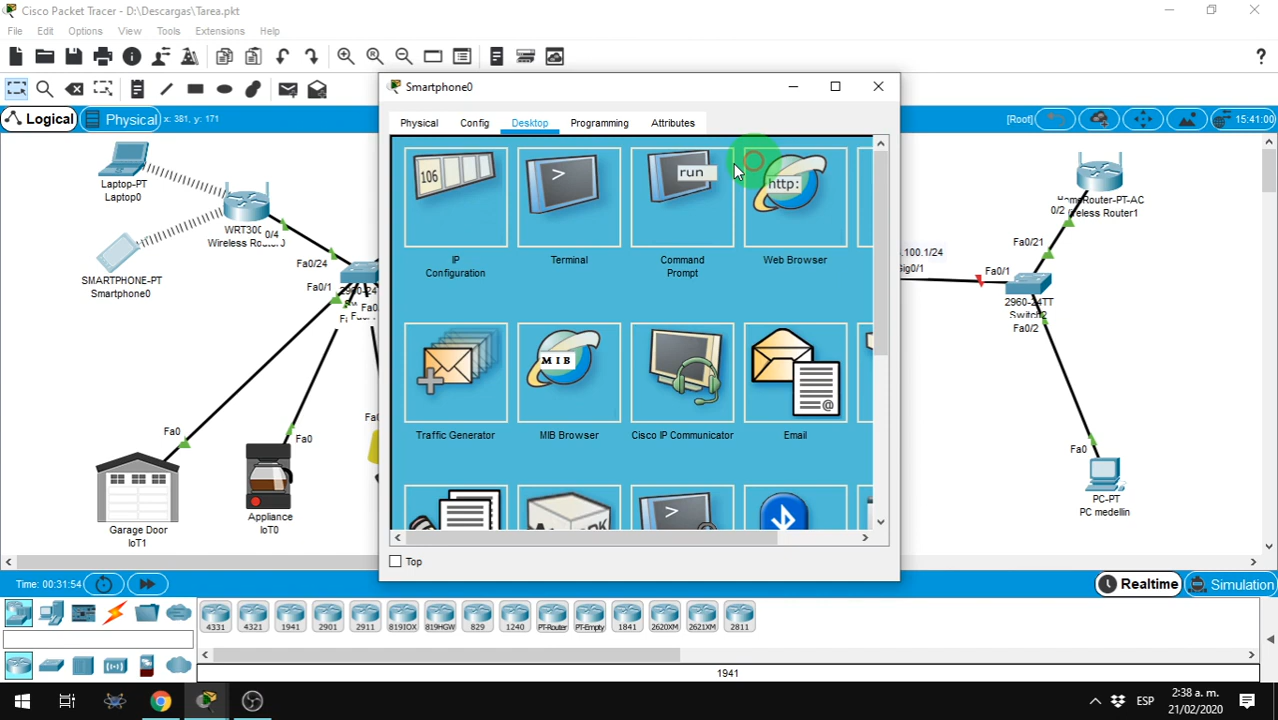 Cisco Packet Tracer - D:\Descargas\Tarea.pkt
File Edit Options View Tools Extensions Help
?
Logical Physical x: 381, y: 171
[Root] 15:41:00
Smartphone0
Physical Config Desktop Programming Attributes
106
>
run
http:
IP
Configuration
Terminal
Command
Prompt
Web Browser
MIB
@
Traffic Generator
MIB Browser
Cisco IP Communicator
Email
>
Top
Laptop-PT
Laptop0
WRT300
0/4
Wireless
SMARTPHONE-PT
Smartphone0
Fa0/24
Fa0/1
Fa0
Fa0
Garage Door
IoT1
Fa0
Appliance
IoT0
.100.1/24
Gig0/1
Fa0/1
0/2
HomeRouter-PT-AC
Router1
Fa0/21
2960-24TT
Switch2
Fa0/2
Fa0
PC-PT
PC medellin
Time: 00:31:54
Realtime Simulation
4331 4321 1941 2901 2911 819IOX 819HGW 829 1240 PT-Router PT-Empty 1841 2620XM 2621XM 2811
1941
ESP
2:38 a. m.
21/02/2020